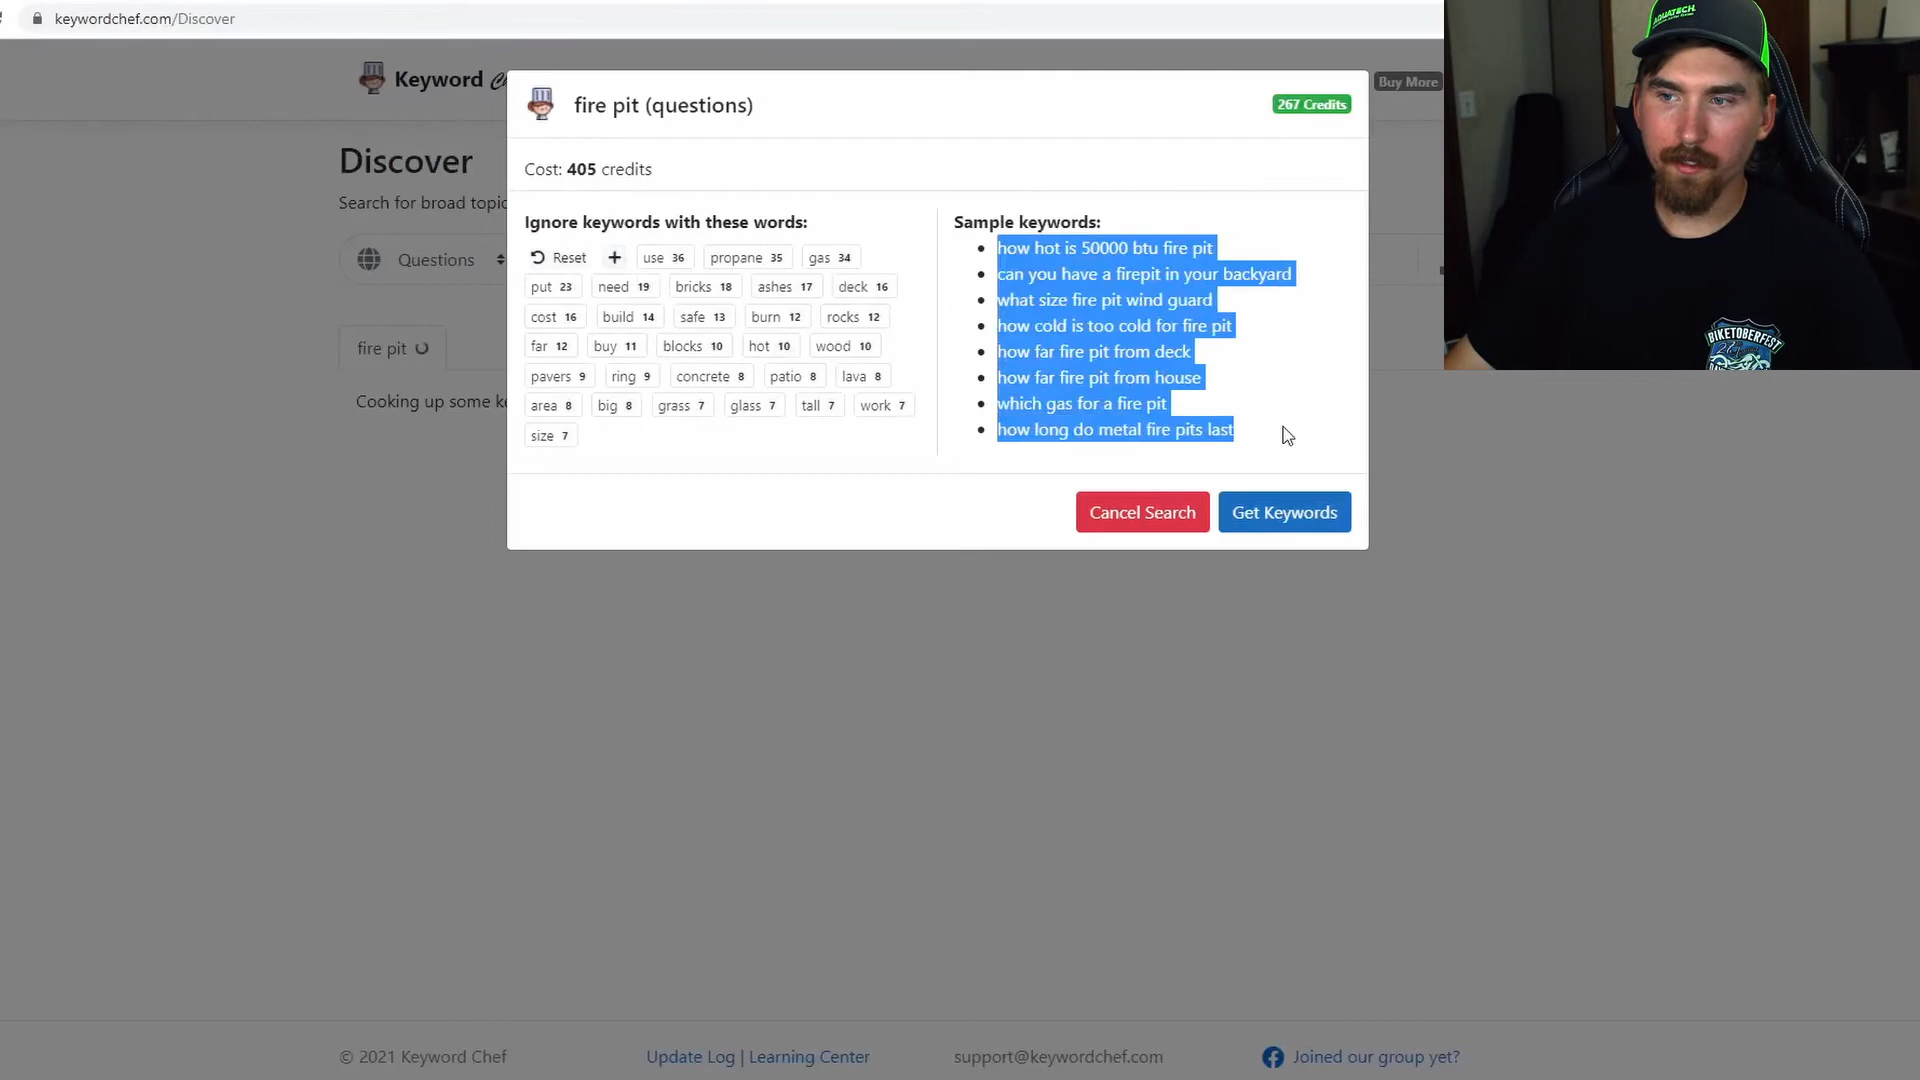 keywordchef.com/Discover
Keyword
Buy More
fire pit (questions)
267 Credits
Discover
Cost: 405 credits
Search for broad topic
Ignore keywords with these words:
Sample keywords:
Reset + use 36 propane 35 gas 34
how hot is 50000 btu fire pit
Questions
can you have a firepit in your backyard
put 23 need 19 bricks 18 ashes 17 deck 16
what size fire pit wind guard
cost 16 build 14 safe 13 burn 12 rocks 12
how cold is too cold for fire pit
far 12 buy 11 blocks 10 hot 10 wood 10
how far fire pit from deck
fire pit
pavers 9 ring 9 concrete 8 patio 8 lava 8
how far fire pit from house
Cooking up some
area 8 big 8 grass 7 glass 7 tall 7 work 7
which gas for a fire pit
size 7
how long do metal fire pits last
Cancel Search
Get Keywords
© 2021 Keyword Chef
Update Log | Learning Center
support@keywordchef.com
Joined our group yet?
AQUATECH
BIKETOBERFEST